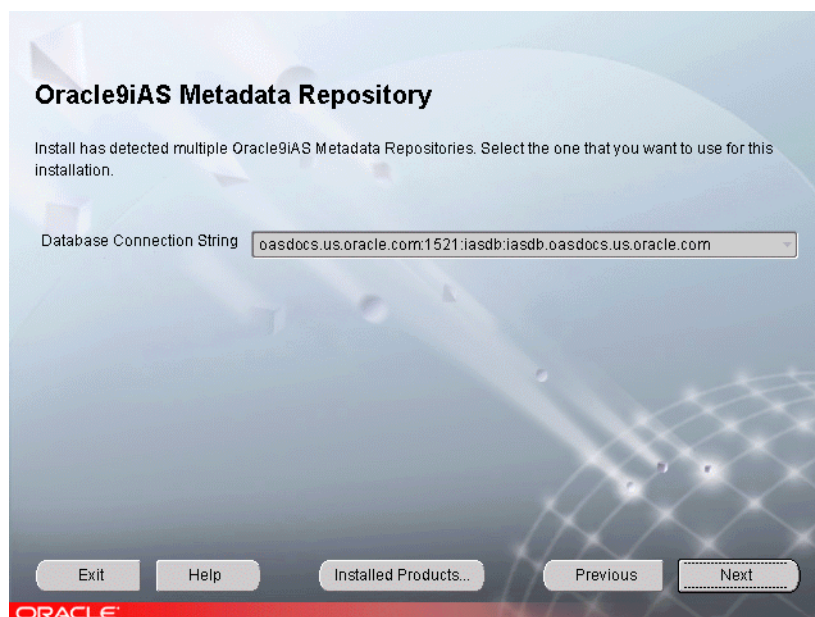 Oracle9iAS Metadata Repository
Install has detected multiple Oracle9iAS Metadata Repositories. Select the one that you want to use for this
installation.
Database Connection String oasdocs.us.oracle.com:1521:iasdb:iasdb.oasdocs.us.oracle.com
Exit Help Installed Products... Previous Next
ORACLE